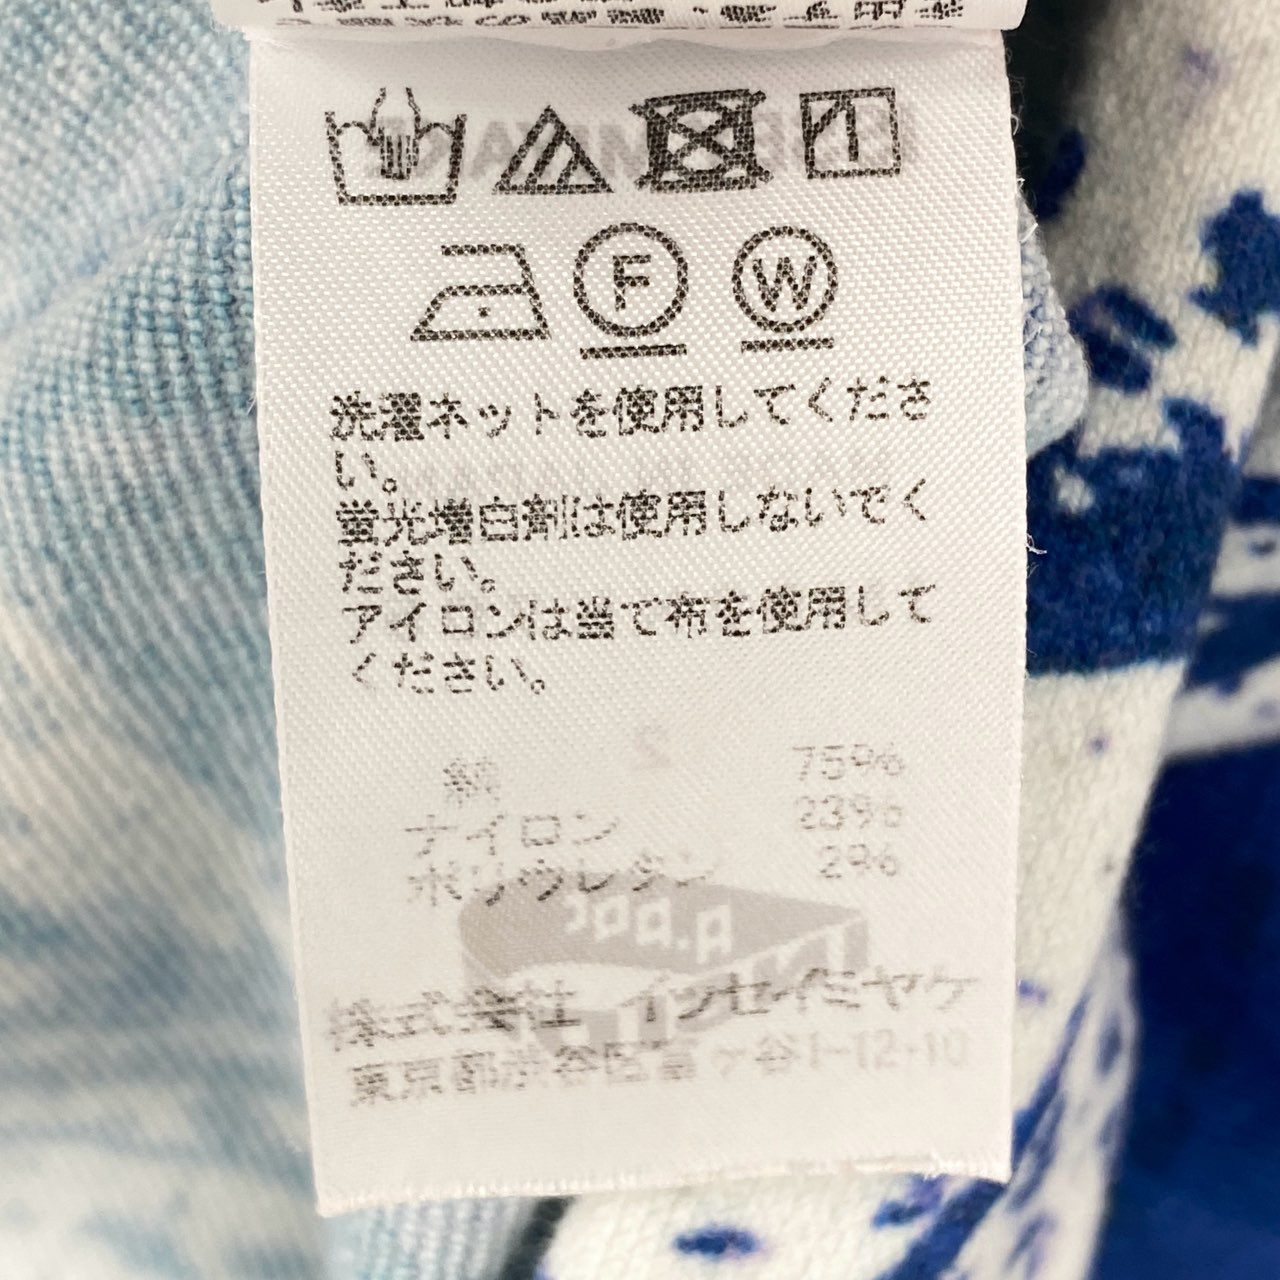 F
W
洗濯ネットを使用してくださ
い。
蛍光増白剤は使用しないでく
ださい。
アイロンは当て布を使用して
ください。
綿 75%
ナイロン 23%
ポリウレタン 2%
株式会社 イッセイミヤケ
東京都渋谷区富ヶ谷1-12-10